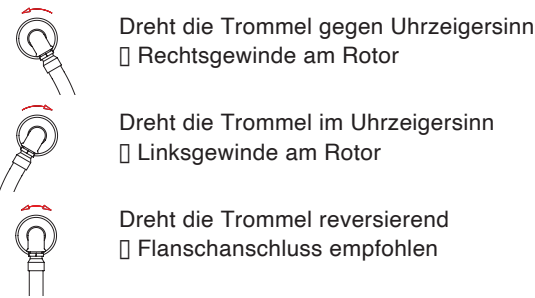 Dreht die Trommel gegen Uhrzeigersinn
▯ Rechtsgewinde am Rotor
Dreht die Trommel im Uhrzeigersinn
▯ Linksgewinde am Rotor
Dreht die Trommel reversierend
▯ Flanschanschluss empfohlen